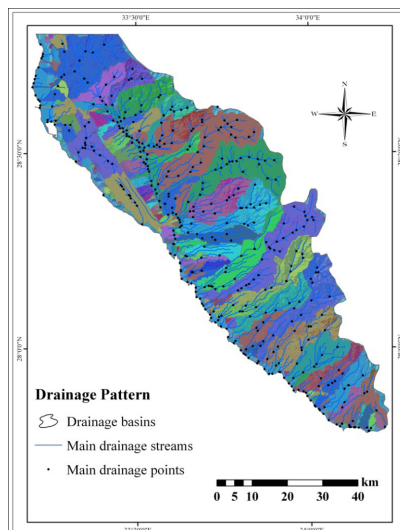 33°30'0"E 34°0'0"E
N
W E
S
28°30'0"N
28°0'0"N
Drainage Pattern
Drainage basins
Main drainage streams
Main drainage points
km
0 5 10 20 30 40